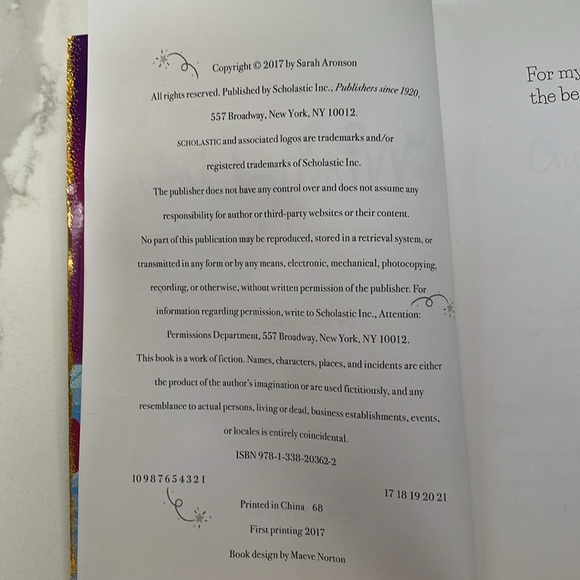 Copyright © 2017 by Sarah Aronson
All rights reserved. Published by Scholastic Inc., Publishers since 1920,
557 Broadway, New York, NY 10012.
SCHOLASTIC and associated logos are trademarks and/or
registered trademarks of Scholastic Inc.
The publisher does not have any control over and does not assume any
responsibility for author or third-party websites or their content.
No part of this publication may be reproduced, stored in a retrieval system, or
transmitted in any form or by any means, electronic, mechanical, photocopying,
recording, or otherwise, without written permission of the publisher. For
information regarding permission, write to Scholastic Inc., Attention:
Permissions Department, 557 Broadway, New York, NY 10012.
This book is a work of fiction. Names, characters, places, and incidents are either
the product of the author's imagination or are used fictitiously, and any
resemblance to actual persons, living or dead, business establishments, events,
or locales is entirely coincidental.
ISBN 978-1-338-20362-2
10 9 8 7 6 5 4 3 2 1 17 18 19 20 21
Printed in China 68
First printing 2017
Book design by Maeve Norton
For my
the be